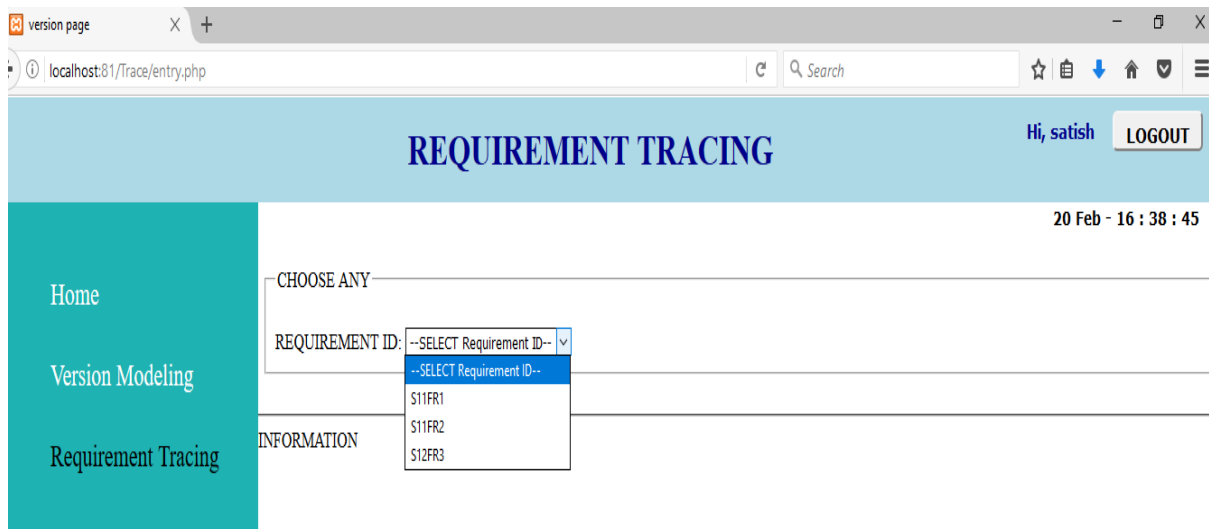 version page
localhost:81/Trace/entry.php
Search
REQUIREMENT TRACING
Hi, satish
LOGOUT
20 Feb - 16 : 38 : 45
Home
Version Modeling
Requirement Tracing
CHOOSE ANY
REQUIREMENT ID: --SELECT Requirement ID--
--SELECT Requirement ID--
S11FR1
S11FR2
S12FR3
INFORMATION